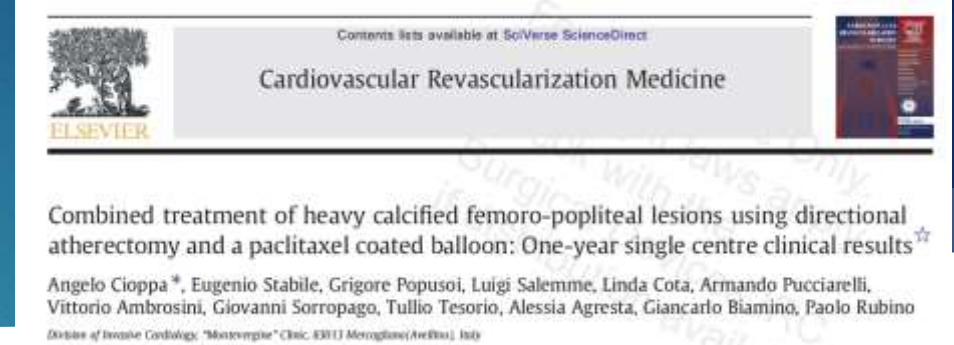 Contents lists available at SciVerse ScienceDirect
Cardiovascular Revascularization Medicine
ELSEVIER
Combined treatment of heavy calcified femoro-popliteal lesions using directional
atherectomy and a paclitaxel coated balloon: One-year single centre clinical results☆
Angelo Cioppa *, Eugenio Stabile, Grigore Popusoi, Luigi Salemme, Linda Cota, Armando Pucciarelli,
Vittorio Ambrosini, Giovanni Sorropago, Tullio Tesorio, Alessia Agresta, Giancarlo Biamino, Paolo Rubino
Division of Invasive Cardiology, "Montevergine" Clinic, 83013 Mercogliano(Avellino), Italy